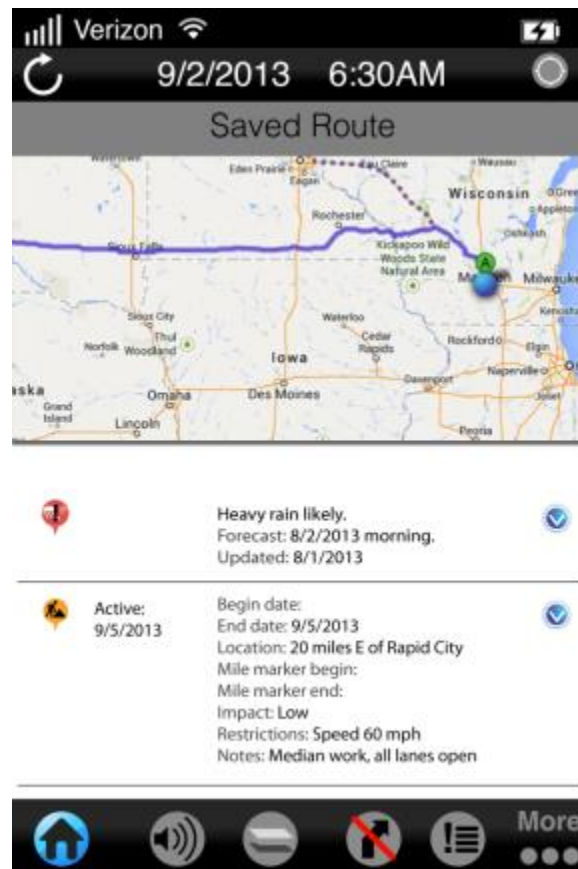 Verizon
9/2/2013 6:30AM
Saved Route
Eden Prairie
Eau Claire
Wausau
Eagan
Wisconsin
Green
Appleton
Rochester
Oshkosh
Kickapoo Wild
Woods State
Natural Area
Sioux Falls
A
Milwauke
Kenosha
Sioux City
Waterloo
Thul
Cedar
Rapids
Rockford
Elgin
Norfolk
Woodland
Iowa
Naperville
aska
Omaha
Des Moines
Davenport
Joliet
Grand
Island
Lincoln
Peoria
Heavy rain likely.
Forecast: 8/2/2013 morning.
Updated: 8/1/2013
Active:
9/5/2013
Begin date:
End date: 9/5/2013
Location: 20 miles E of Rapid City
Mile marker begin:
Mile marker end:
Impact: Low
Restrictions: Speed 60 mph
Notes: Median work, all lanes open
More